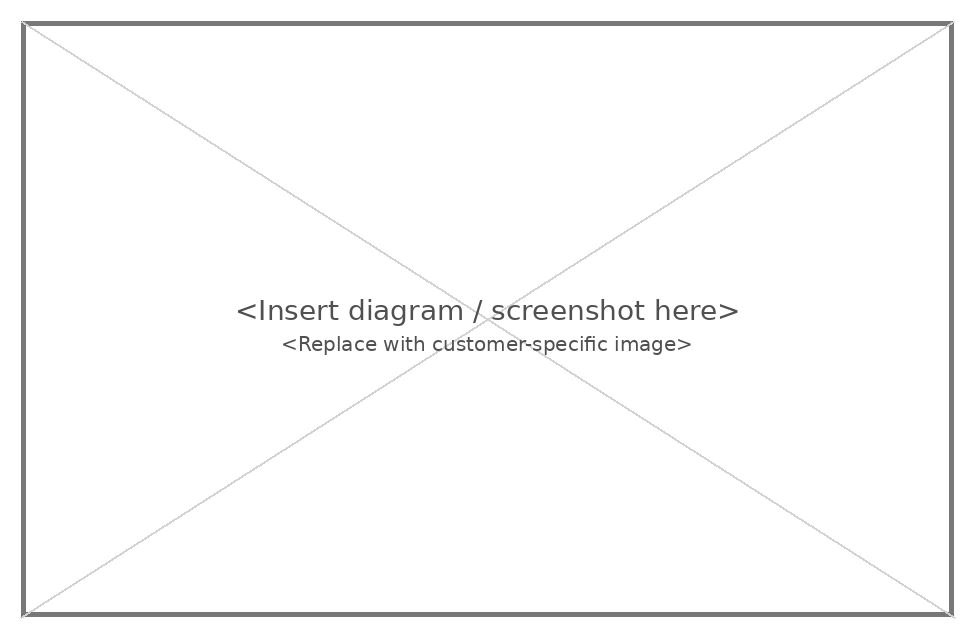 <Insert diagram / screenshot here>
<Replace with customer-specific image>